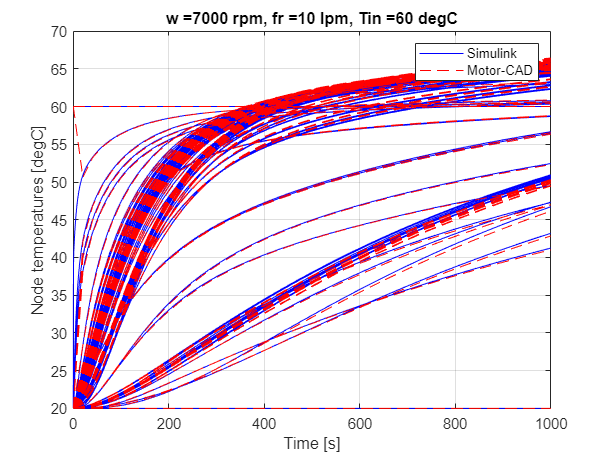 w =7000 rpm, fr =10 lpm, Tin =60 degC
Simulink
Motor-CAD
Node temperatures [degC]
70
65
60
55
50
45
40
35
30
25
20
0 200 400 600 800 1000
Time [s]